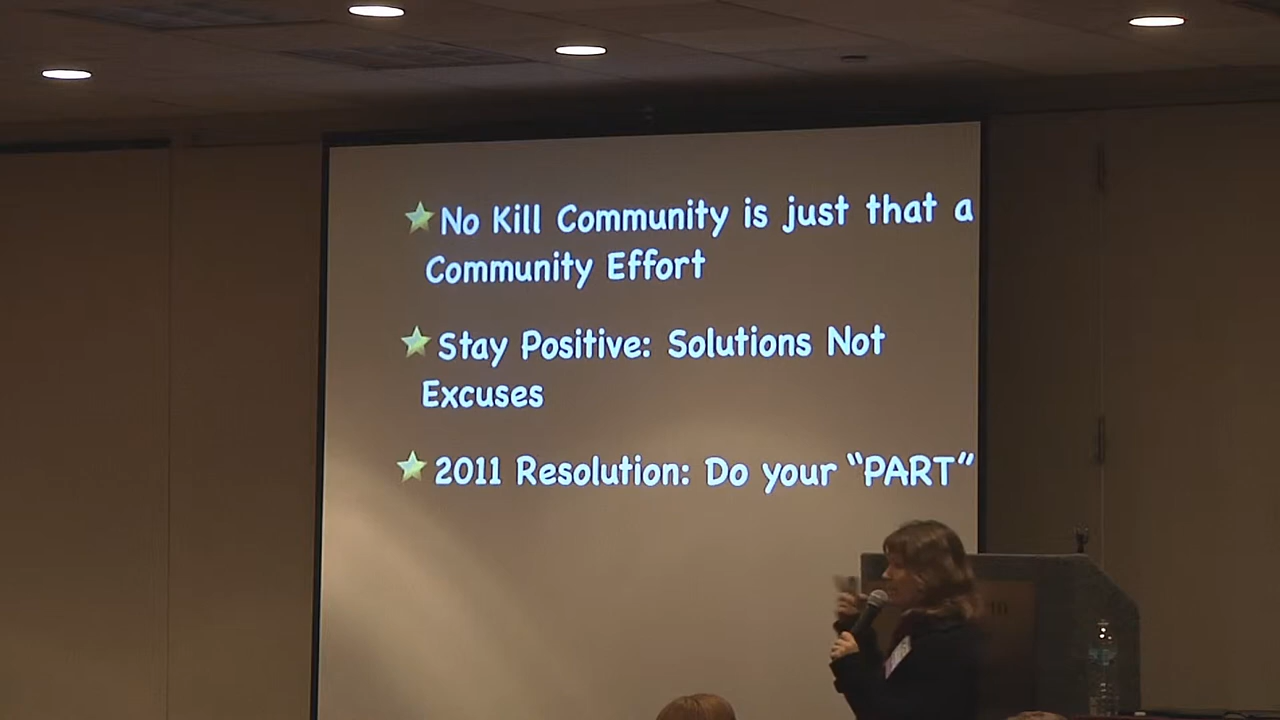 No Kill Community is just that a
Community Effort
Stay Positive: Solutions Not
Excuses
2011 Resolution: Do your “PART”